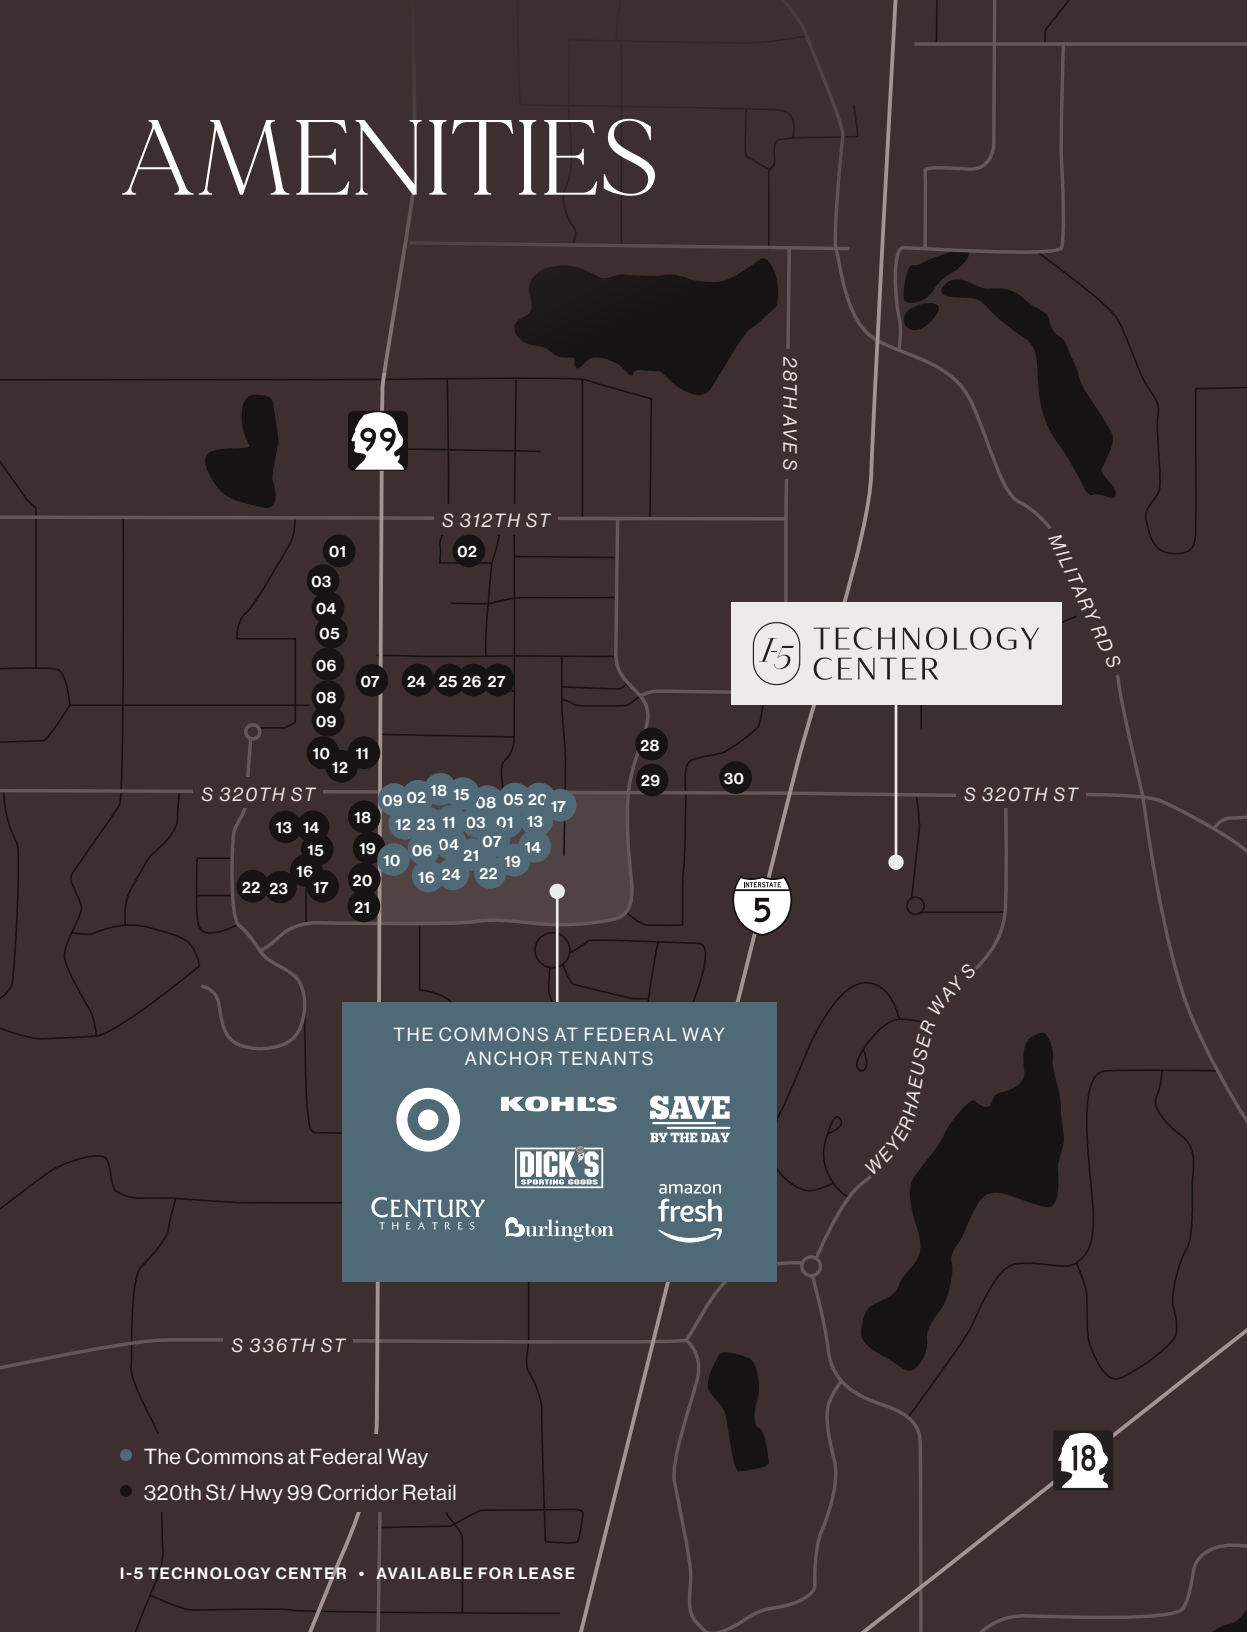 AMENITIES
28TH AVE S
99
S 312TH ST
01
02
03
04
05
MILITARY RD S
I-5 TECHNOLOGY
CENTER
06
07
24
25
26
27
08
09
10
11
12
28
29
30
S 320TH ST
S 320TH ST
09
02
18
15
08
05
20
17
13
14
18
12
23
11
03
01
13
15
19
10
06
04
21
07
14
19
16
22
23
17
20
16
24
22
21
INTERSTATE
5
WEYERHAEUSER WAY S
THE COMMONS AT FEDERAL WAY
ANCHOR TENANTS
KOHL'S
SAVE
BY THE DAY
DICK'S
SPORTING GOODS
CENTURY
THEATRES
Burlington
amazon
fresh
S 336TH ST
18
The Commons at Federal Way
320th St/ Hwy 99 Corridor Retail
I-5 TECHNOLOGY CENTER • AVAILABLE FOR LEASE